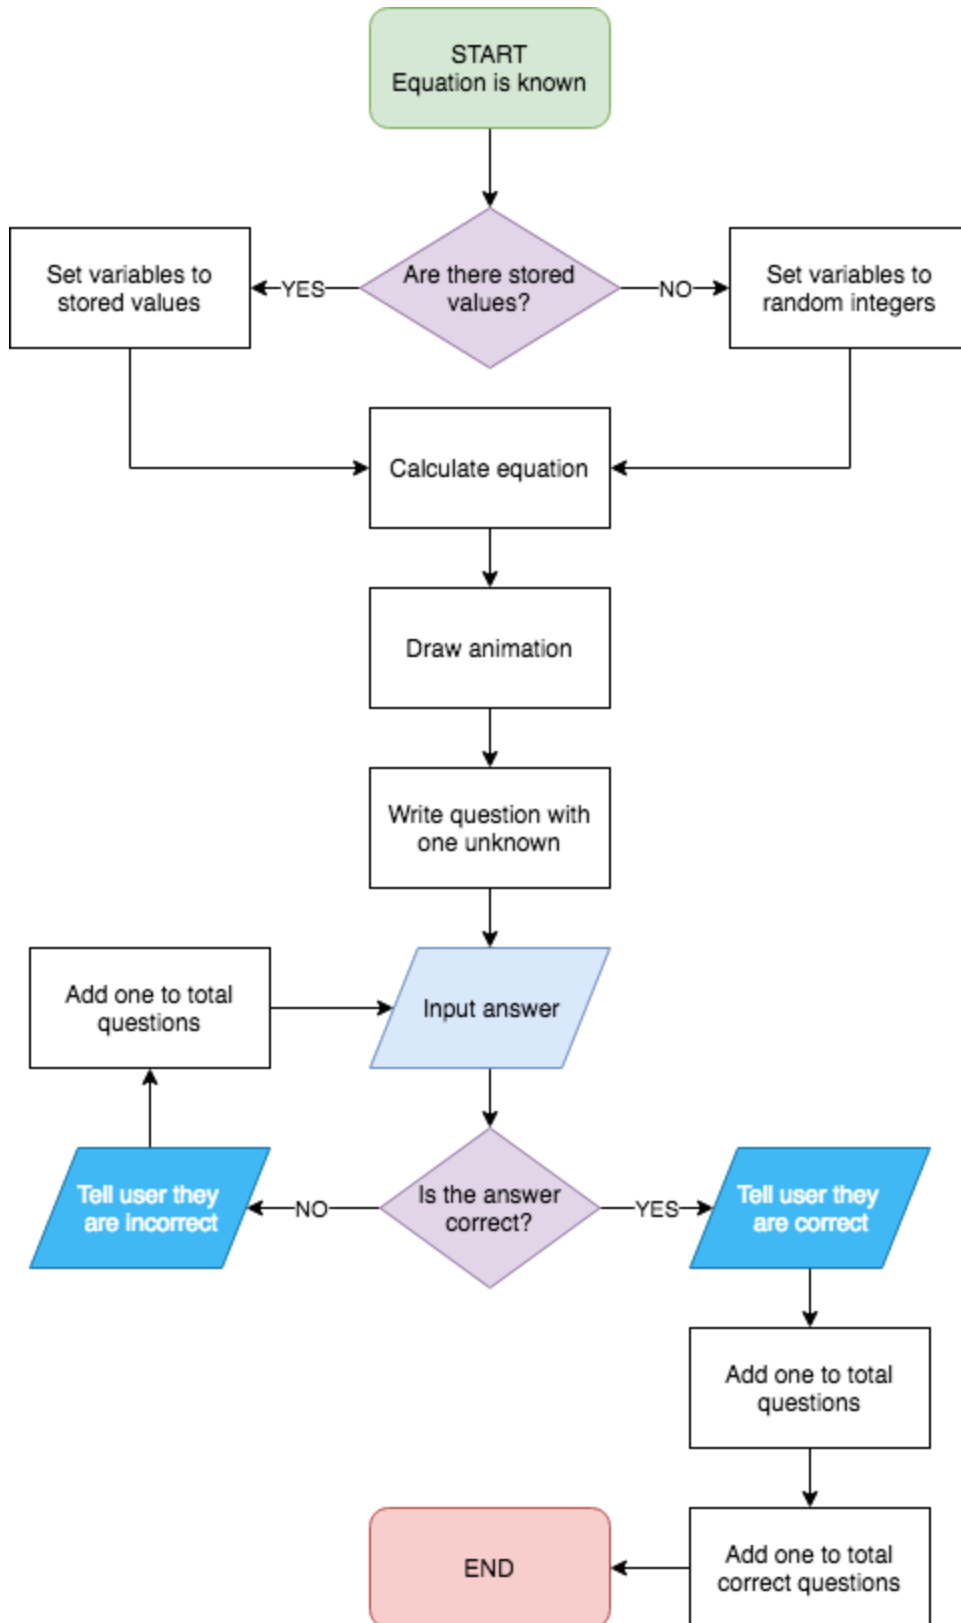 START
Equation is known
Are there stored
values?
YES
NO
Set variables to
stored values
Set variables to
random integers
Calculate equation
Draw animation
Write question with
one unknown
Add one to total
questions
Input answer
Tell user they
are incorrect
NO
Is the answer
correct?
YES
Tell user they
are correct
Add one to total
questions
Add one to total
correct questions
END